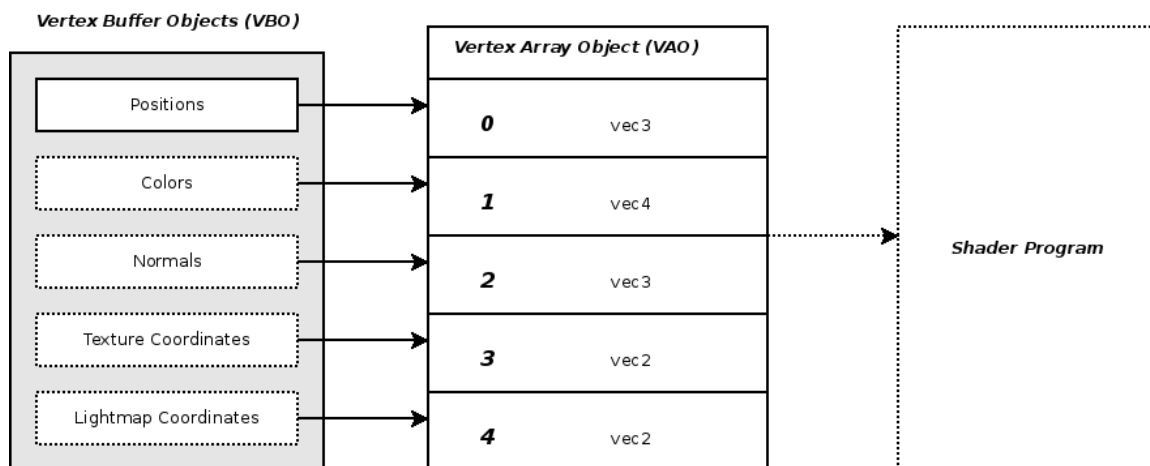 Vertex Buffer Objects (VBO)
Positions
Colors
Normals
Texture Coordinates
Lightmap Coordinates
Vertex Array Object (VAO)
0 vec3
1 vec4
2 vec3
3 vec2
4 vec2
Shader Program